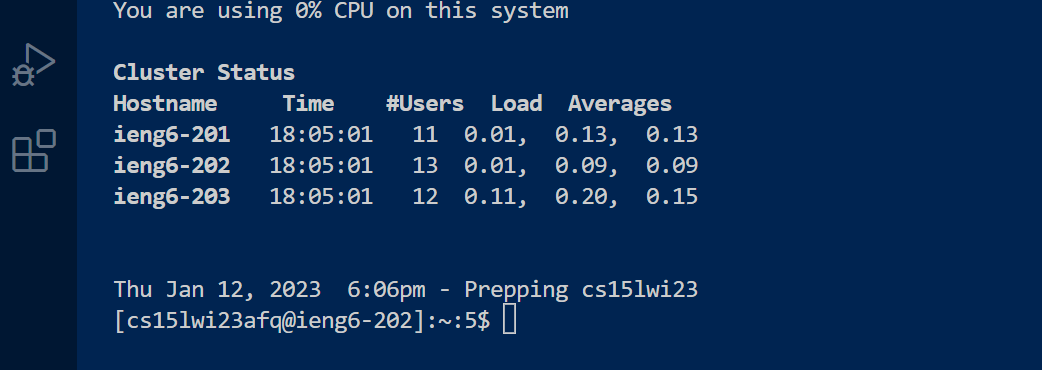 You are using 0% CPU on this system
Cluster Status
Hostname     Time    #Users  Load  Averages
ieng6-201   18:05:01   11  0.01,  0.13,  0.13
ieng6-202   18:05:01   13  0.01,  0.09,  0.09
ieng6-203   18:05:01   12  0.11,  0.20,  0.15
Thu Jan 12, 2023  6:06pm - Prepping cs15lwi23
[cs15lwi23afq@ieng6-202]:~:5$